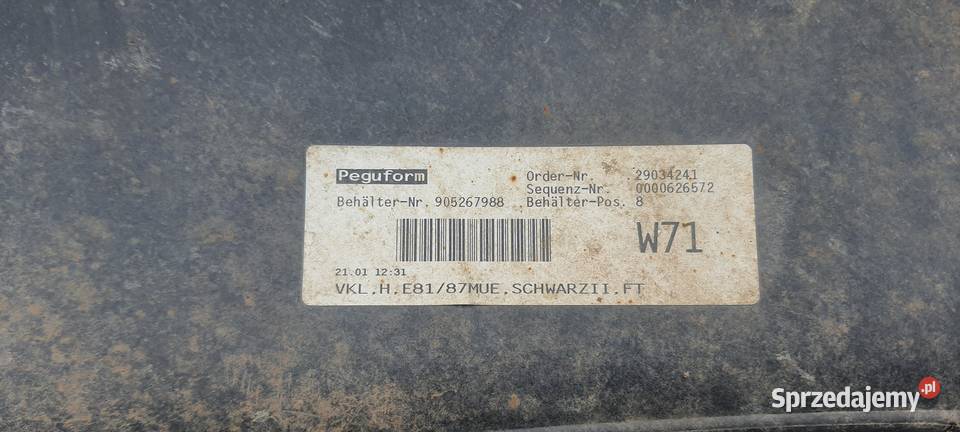 Peguform
Order-Nr. 29034241
Sequenz-Nr. 0000626572
Behälter-Nr. 905267988 Behälter-Pos. 8
W71
21.01 12:31
VKL.H.E81/87MUE.SCHWARZII.FT
Sprzedajemy.pl